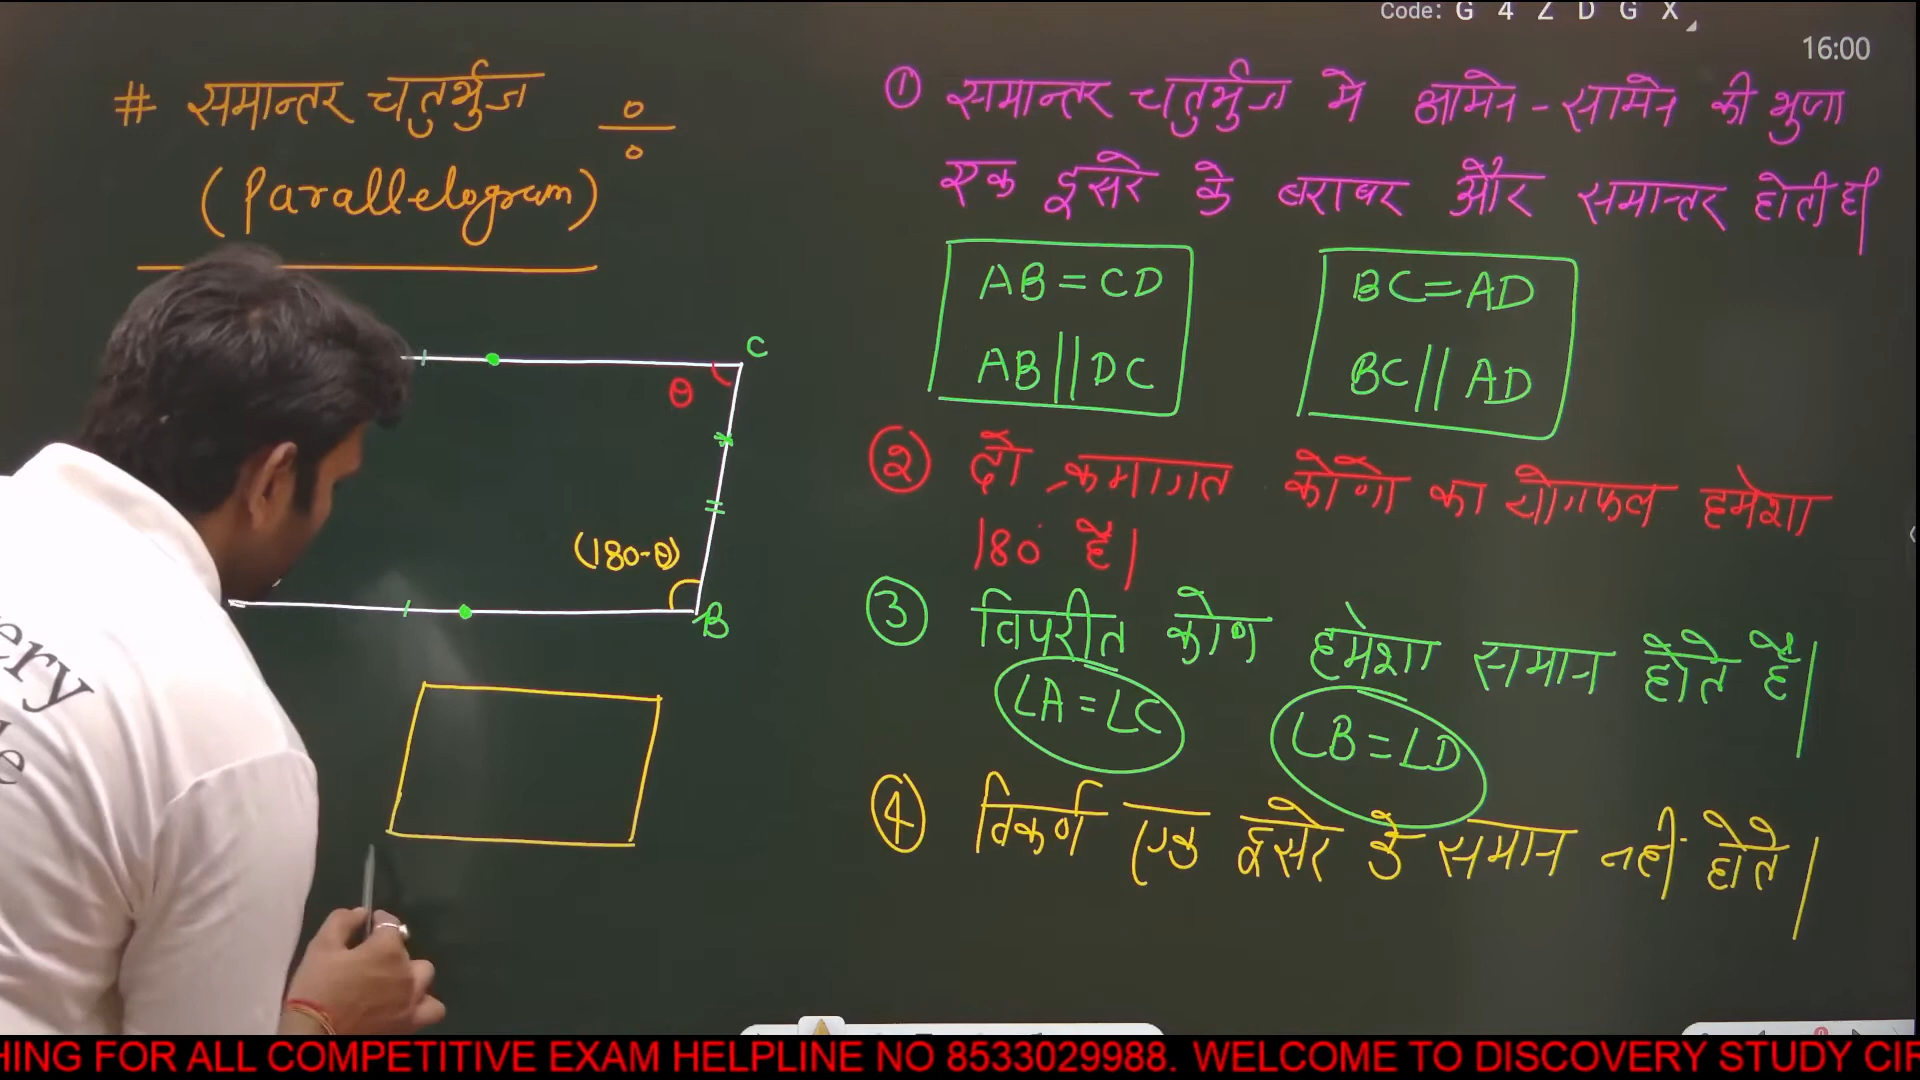 Code: G 4 Z D G X
16:00
# समान्तर चतुर्भुज
(Parallelogram)
C
θ
(180-θ)
B
① समान्तर चतुर्भुज मे आमने-सामने की भुजा
एक दूसरे के बराबर और समान्तर होती है।
AB = CD
AB || DC
BC = AD
BC || AD
② दो क्रमागत कोणो का योगफल हमेशा
180° है।
③ विपरीत कोण हमेशा समान होते है।
∠A = ∠C
∠B = ∠D
④ विकर्ण एक दूसरे के समान नही होते।
HING FOR ALL COMPETITIVE EXAM HELPLINE NO 8533029988. WELCOME TO DISCOVERY STUDY CIR